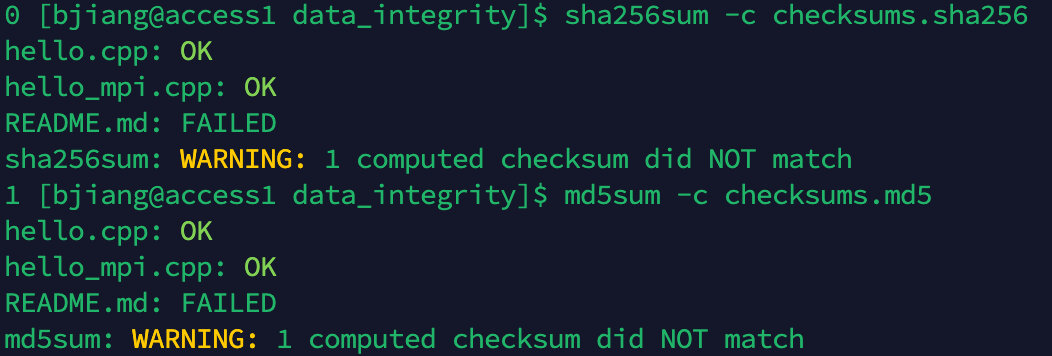 0 [bjiang@access1 data_integrity]$ sha256sum -c checksums.sha256
hello.cpp: OK
hello_mpi.cpp: OK
README.md: FAILED
sha256sum: WARNING: 1 computed checksum did NOT match
1 [bjiang@access1 data_integrity]$ md5sum -c checksums.md5
hello.cpp: OK
hello_mpi.cpp: OK
README.md: FAILED
md5sum: WARNING: 1 computed checksum did NOT match